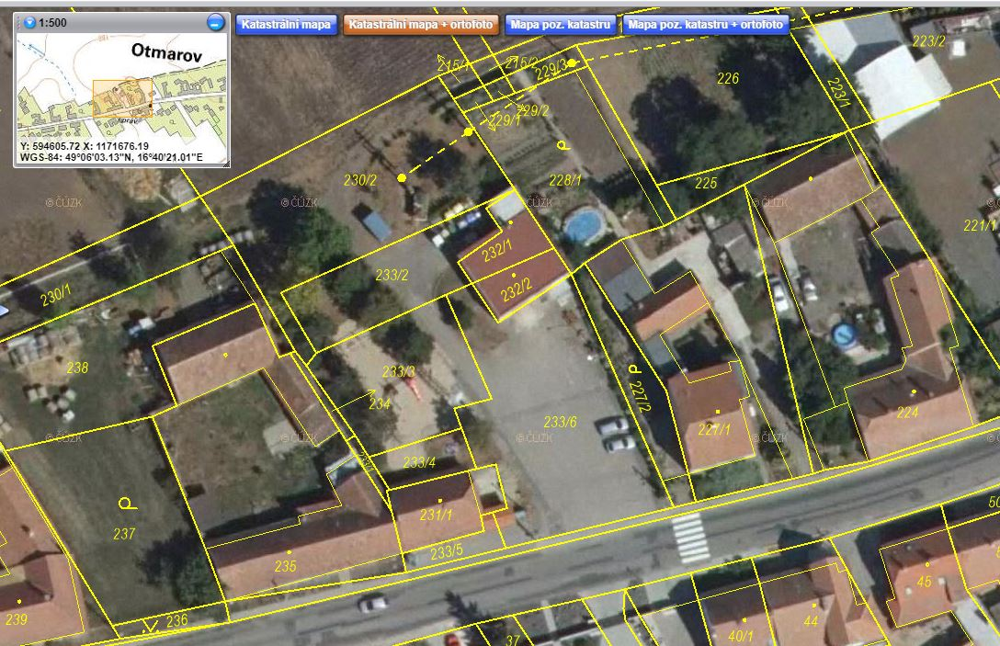 1:500
Katastrální mapa
Katastrální mapa + ortofoto
Mapa poz. katastru
Mapa poz. katastru + ortofoto
Otmarov
Y: 594605.72 X: 1171676.19
WGS-84: 49°06'03.13"N, 16°40'21.01"E
215/1
229/3
223/2
226
223/1
229/2
229/1
230/2
228/1
225
© ČÚZK
© ČÚZK
© ČÚZK
221/1
232/1
233/2
232/2
230/1
238
233/3
234
227/2
224
233/6
227/1
© ČÚZK
© ČÚZK
© ČÚZK
© ČÚZK
233/4
231/1
237
233/5
235
236
239
45
44
40/1
37